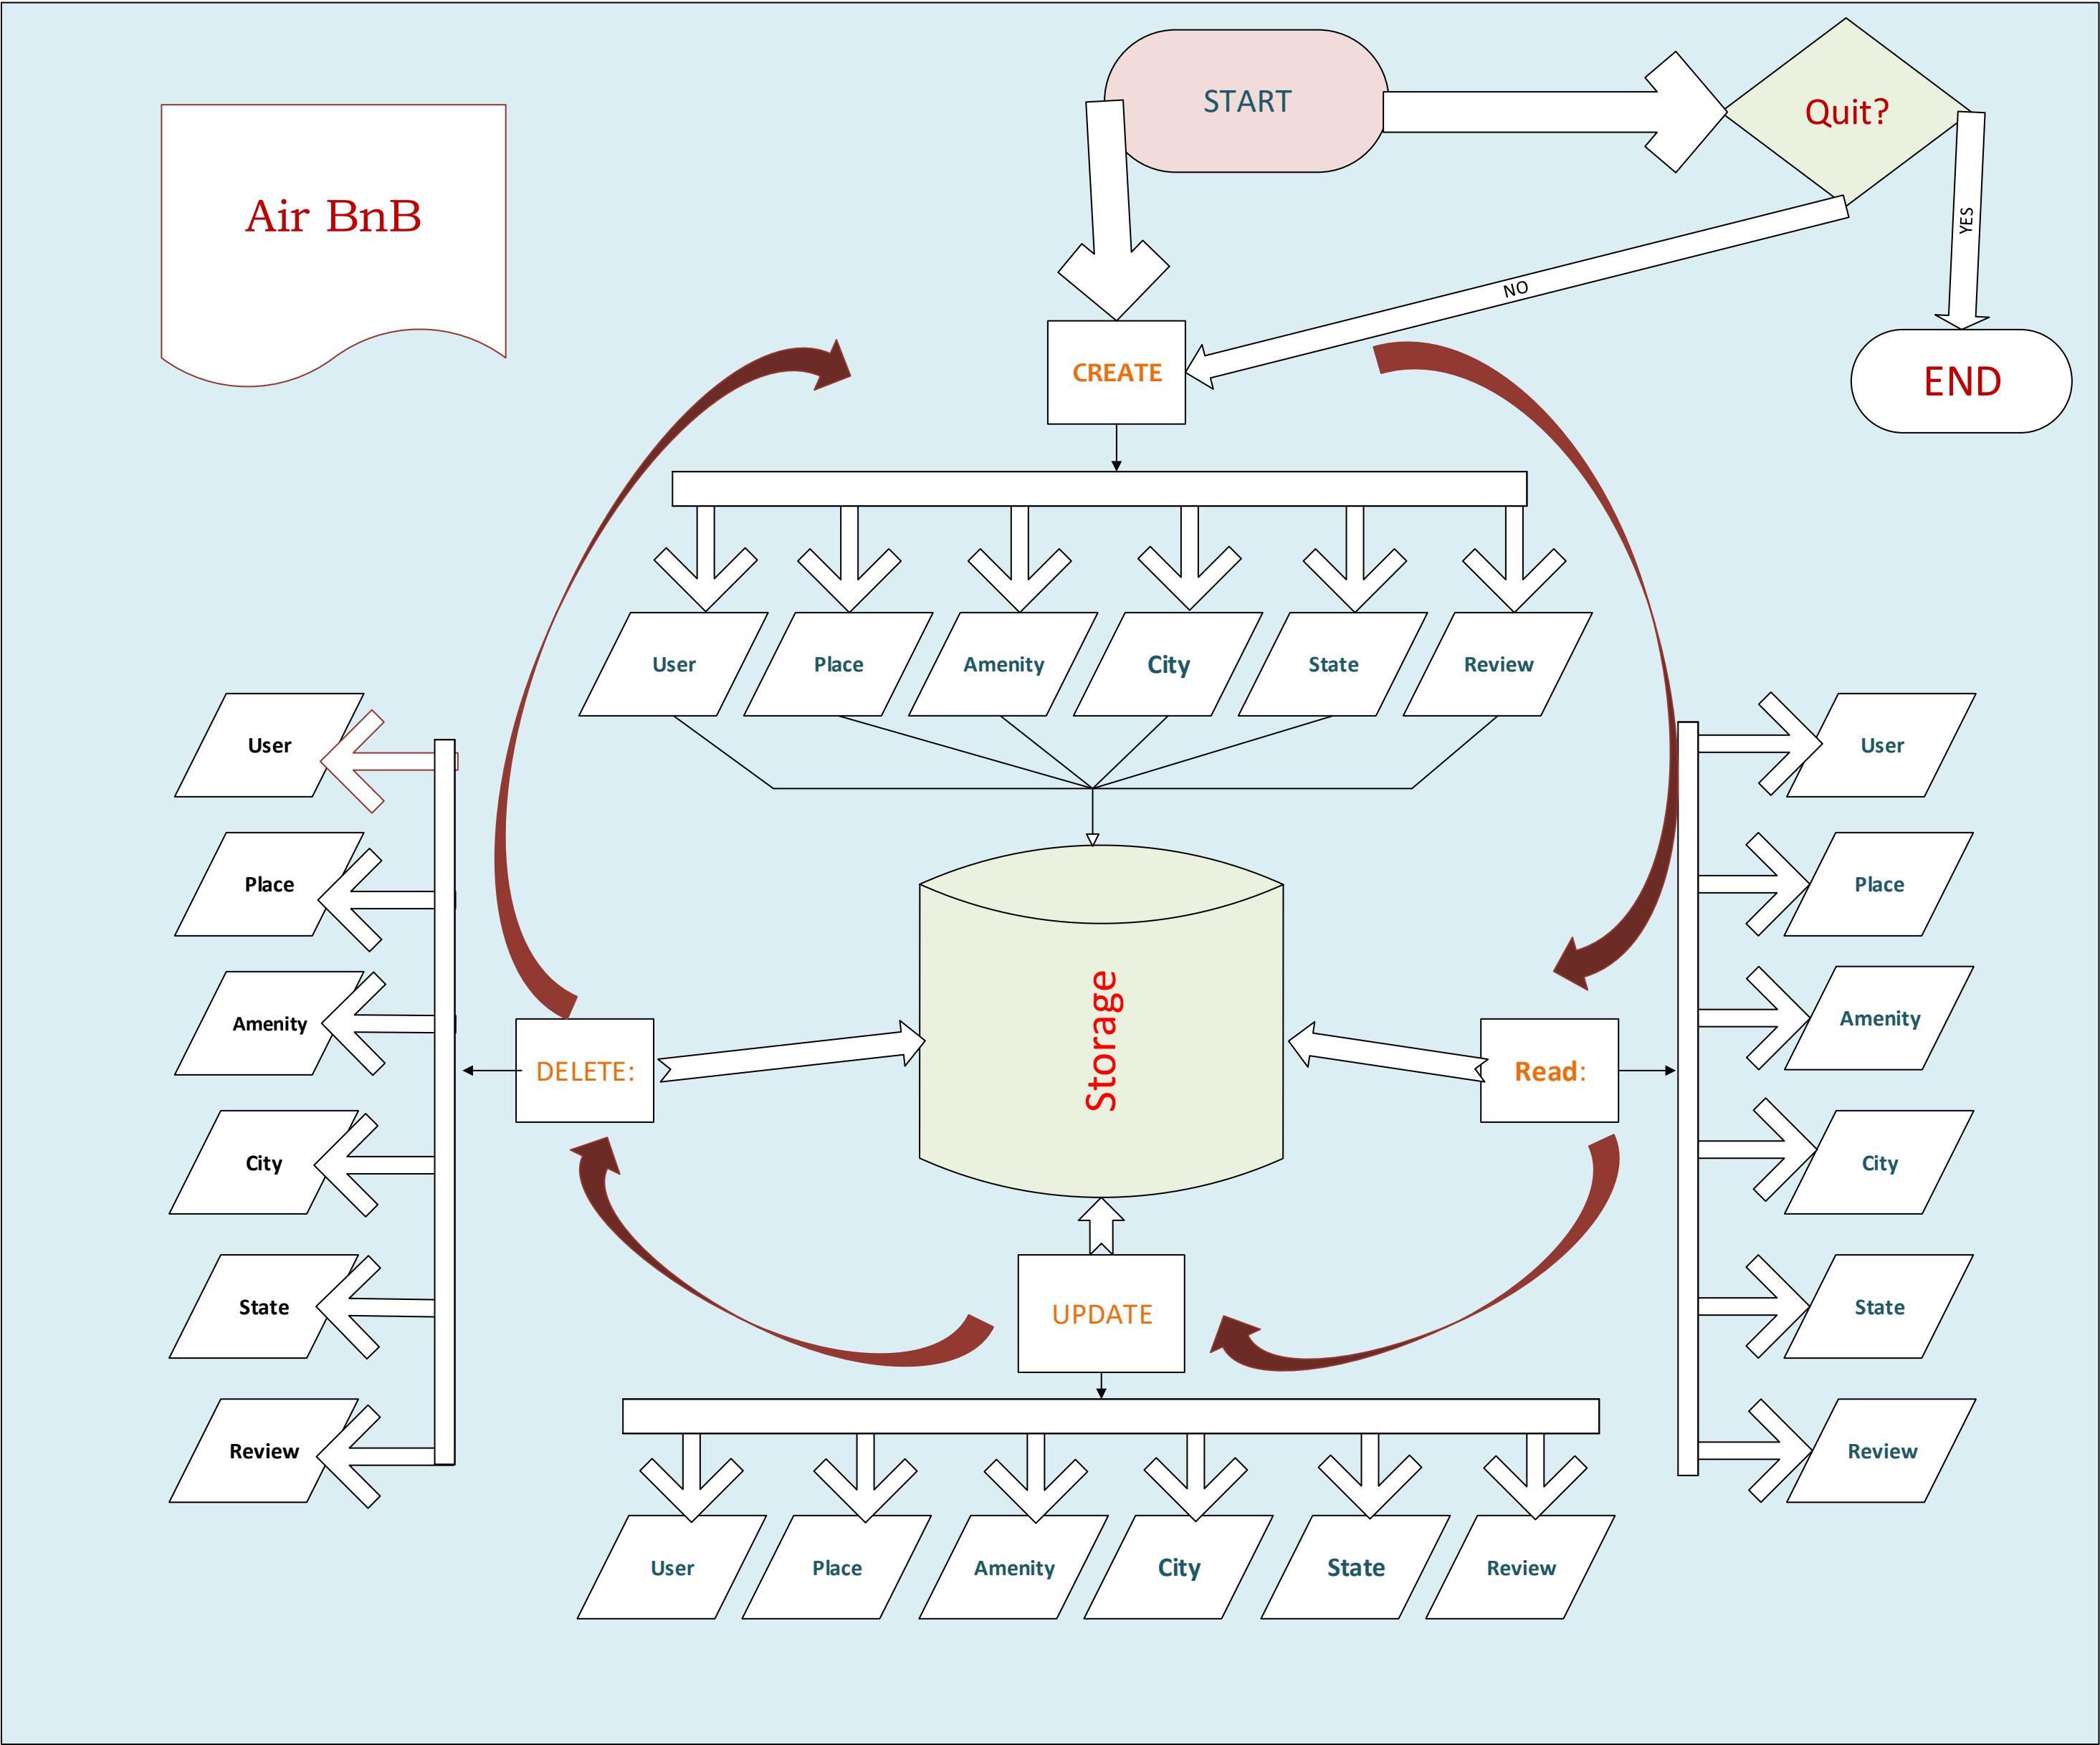 START
Quit?
Air BnB
YES
NO
CREATE
END
User
Place
Amenity
City
State
Review
User
Place
Amenity
City
State
Review
User
Place
Amenity
City
State
Review
Storage
DELETE:
Read:
UPDATE
User
Place
Amenity
City
State
Review